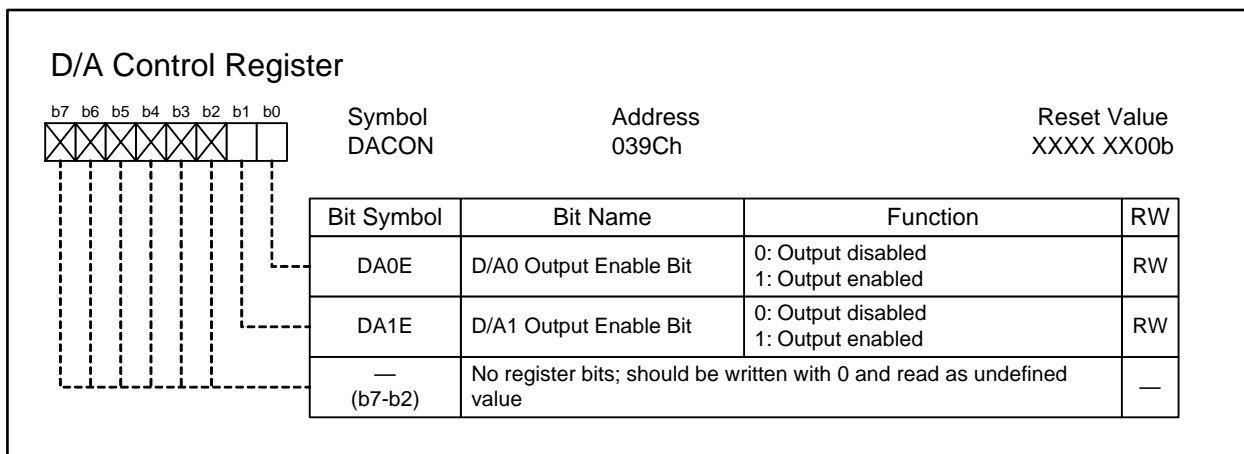 D/A Control Register
b7 b6 b5 b4 b3 b2 b1 b0
Symbol Address Reset Value
DACON 039Ch XXXX XX00b
Bit Symbol Bit Name Function RW
DA0E D/A0 Output Enable Bit 0: Output disabled
1: Output enabled RW
DA1E D/A1 Output Enable Bit 0: Output disabled
1: Output enabled RW
—
(b7-b2) No register bits; should be written with 0 and read as undefined
value —